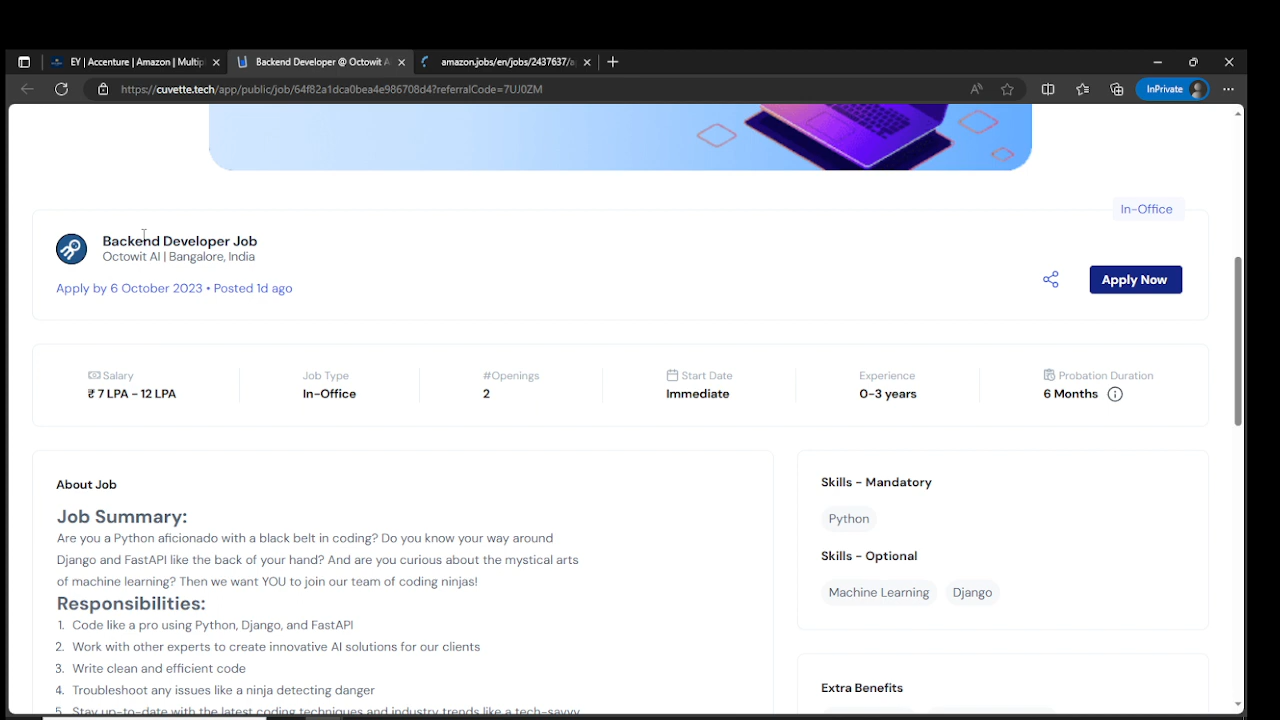 EY | Accenture | Amazon | Multip
Backend Developer @ Octowit A
amazon.jobs/en/jobs/2437637/a
https://cuvette.tech/app/public/job/64f82a1dca0bea4e986708d4?referralCode=7UJ0ZM
InPrivate
In-Office
Backend Developer Job
Octowit AI | Bangalore, India
Apply by 6 October 2023 • Posted 1d ago
Apply Now
Salary
Job Type
#Openings
Start Date
Experience
Probation Duration
₹ 7 LPA - 12 LPA
In-Office
2
Immediate
0-3 years
6 Months
About Job
Job Summary:
Are you a Python aficionado with a black belt in coding? Do you know your way around
Django and FastAPI like the back of your hand? And are you curious about the mystical arts
of machine learning? Then we want YOU to join our team of coding ninjas!
Responsibilities:
1. Code like a pro using Python, Django, and FastAPI
2. Work with other experts to create innovative AI solutions for our clients
3. Write clean and efficient code
4. Troubleshoot any issues like a ninja detecting danger
5. Stay up-to-date with the latest coding techniques and industry trends like a tech-savvy
Skills - Mandatory
Python
Skills - Optional
Machine Learning
Django
Extra Benefits